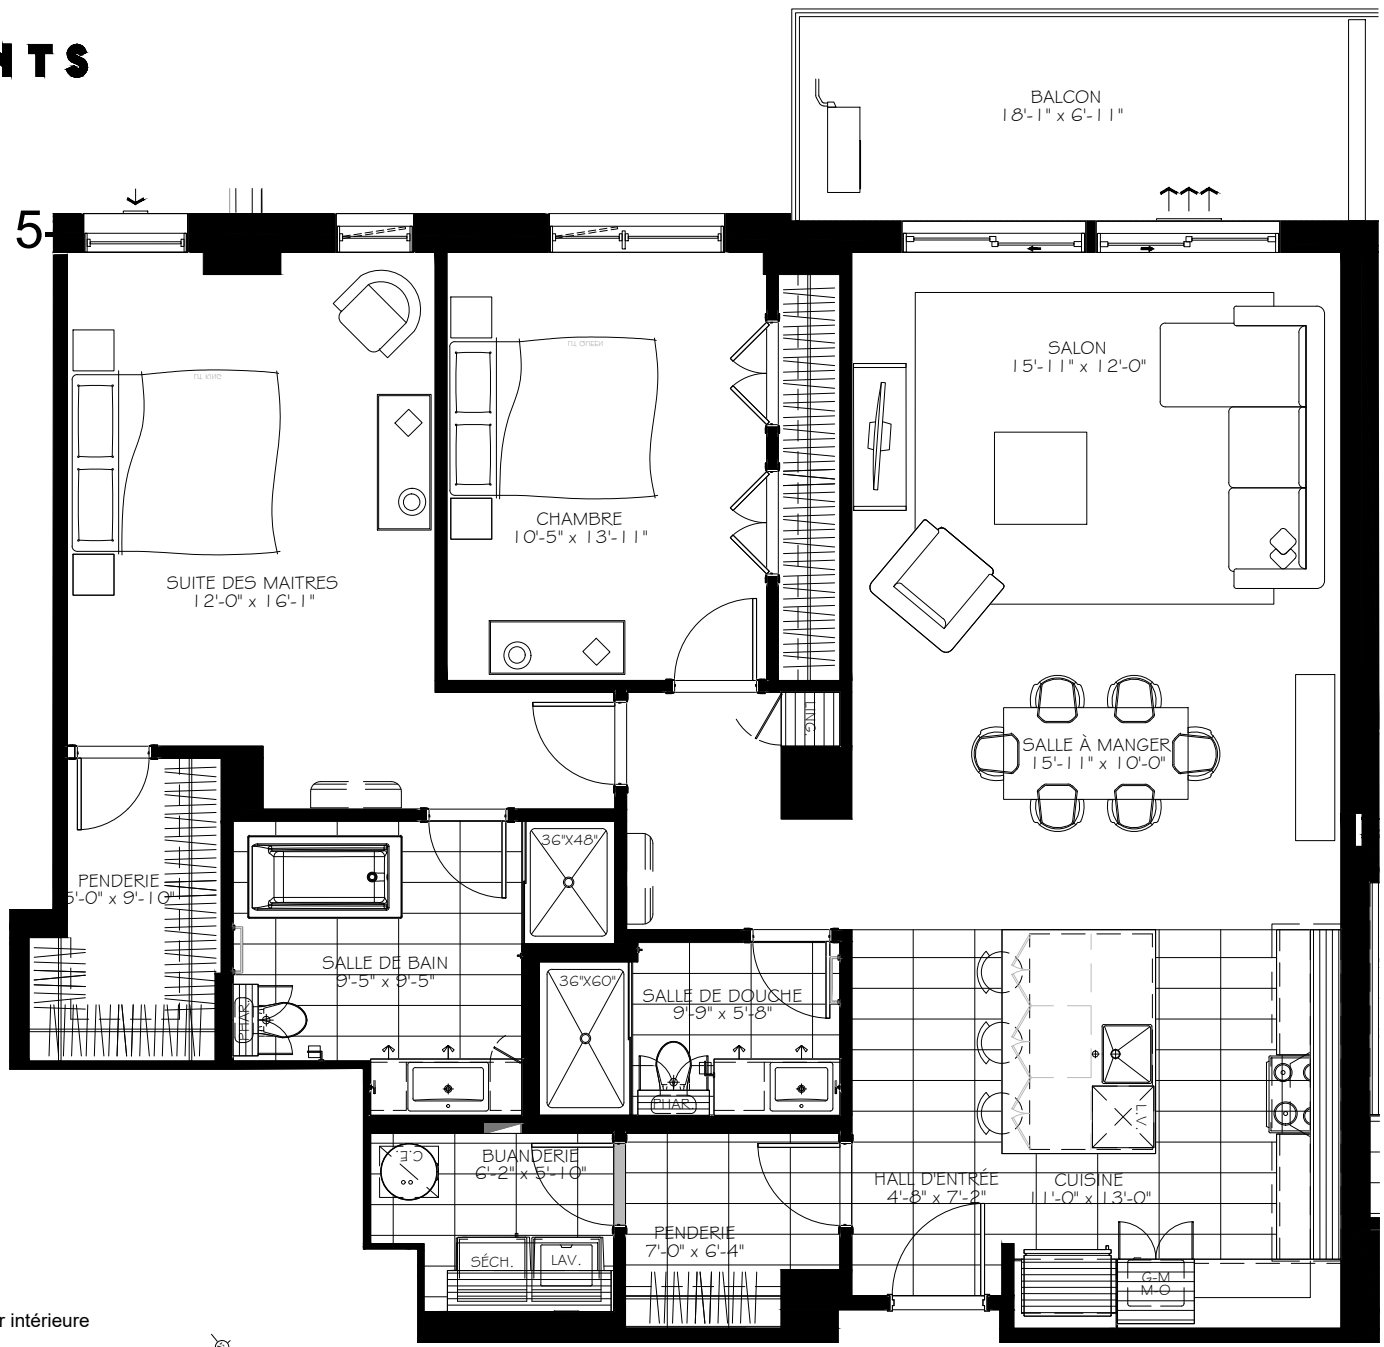 NTS
BALCON
18'-1" x 6'-11"
5
SALON
15'-11" x 12'-0"
LIT KING
LIT QUEEN
CHAMBRE
10'-5" x 13'-11"
SUITE DES MAITRES
12'-0" x 16'-1"
LING.
SALLE À MANGER
15'-11" x 10'-0"
36"X48"
PENDERIE
5'-0" x 9'-10"
SALLE DE BAIN
9'-5" x 9'-5"
36"X60"
SALLE DE DOUCHE
9'-9" x 5'-8"
PHAR.
PHAR.
L.V.
C.E.
BUANDERIE
6'-2" x 5'-10"
HALL D'ENTRÉE
4'-8" x 7'-2"
CUISINE
11'-0" x 13'-0"
PENDERIE
7'-0" x 6'-4"
SÉCH.
LAV.
G-M
M-O
r intérieure